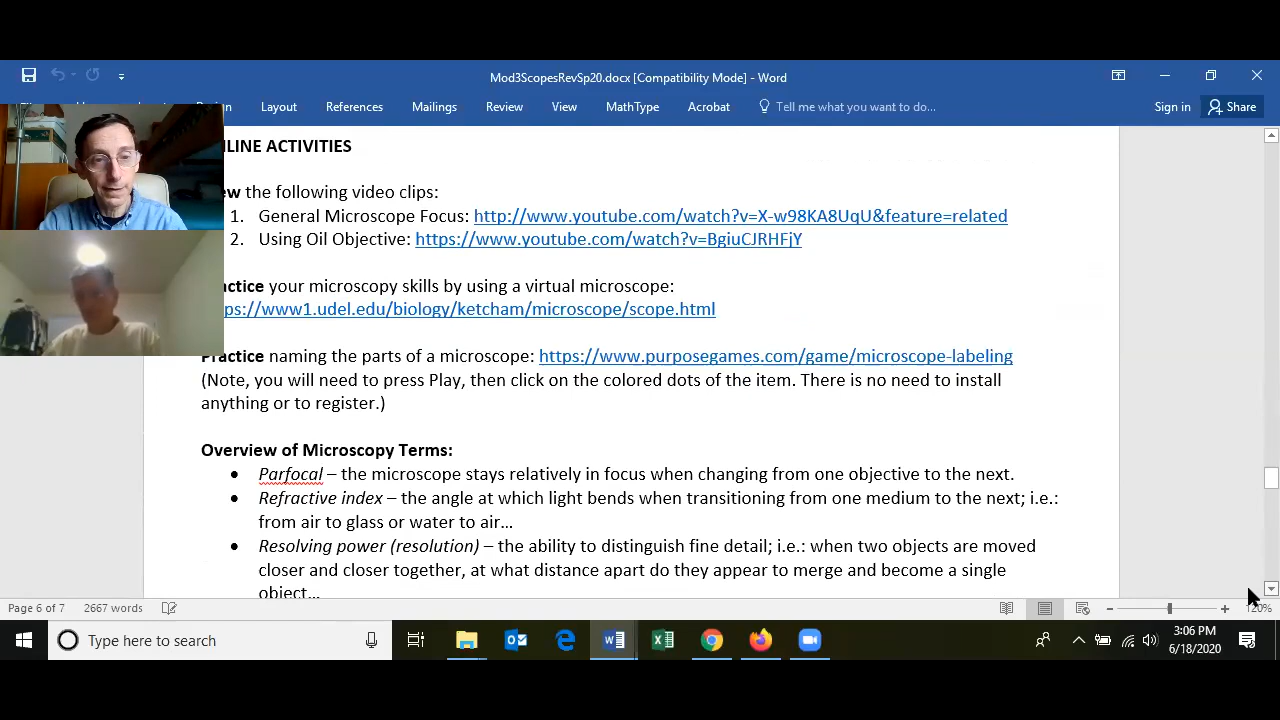 Mod3ScopesRevSp20.docx [Compatibility Mode] - Word
Layout References Mailings Review View MathType Acrobat Tell me what you want to do... Sign in Share
LINE ACTIVITIES
the following video clips:
1. General Microscope Focus: http://www.youtube.com/watch?v=X-w98KA8UqU&feature=related
2. Using Oil Objective: https://www.youtube.com/watch?v=BgiuCJRHFjY
actice your microscopy skills by using a virtual microscope:
ps://www1.udel.edu/biology/ketcham/microscope/scope.html
Practice naming the parts of a microscope: https://www.purposegames.com/game/microscope-labeling
(Note, you will need to press Play, then click on the colored dots of the item. There is no need to install
anything or to register.)
Overview of Microscopy Terms:
• Parfocal – the microscope stays relatively in focus when changing from one objective to the next.
• Refractive index – the angle at which light bends when transitioning from one medium to the next; i.e.:
from air to glass or water to air…
• Resolving power (resolution) – the ability to distinguish fine detail; i.e.: when two objects are moved
closer and closer together, at what distance apart do they appear to merge and become a single
object…
Page 6 of 7 2667 words 120%
Type here to search
3:06 PM
6/18/2020